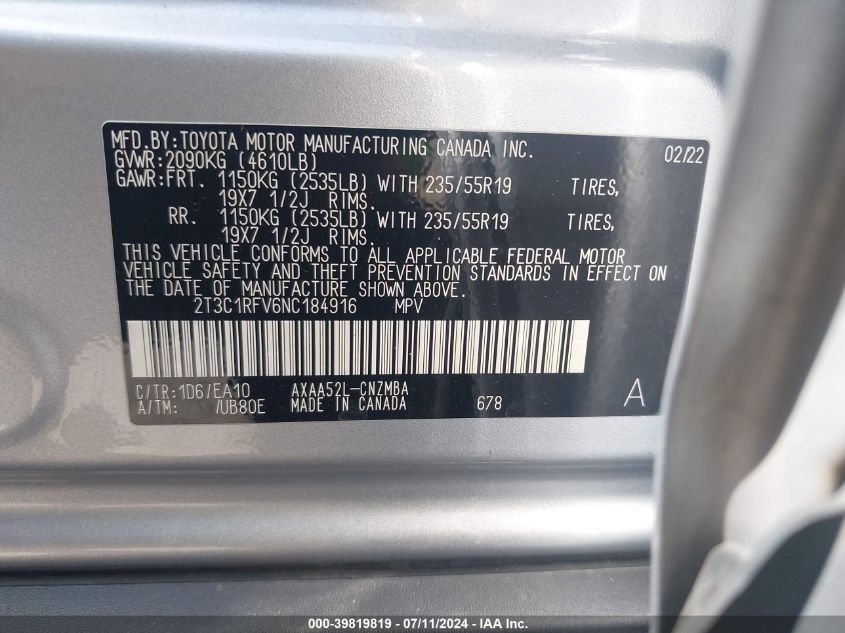 MFD.BY:TOYOTA MOTOR MANUFACTURING CANADA INC. 02/22
GVWR:2090KG (4610LB)
GAWR:FRT. 1150KG (2535LB) WITH 235/55R19 TIRES,
19X7 1/2J RIMS.
RR. 1150KG (2535LB) WITH 235/55R19 TIRES,
19X7 1/2J RIMS.
THIS VEHICLE CONFORMS TO ALL APPLICABLE FEDERAL MOTOR
VEHICLE SAFETY AND THEFT PREVENTION STANDARDS IN EFFECT ON
THE DATE OF MANUFACTURE SHOWN ABOVE.
2T3C1RFV6NC184916 MPV
C/TR:1D6/EA10 AXAA52L-CNZMBA
A/TM: /UB80E MADE IN CANADA 678 A
000-39819819 / 07/11/2024 - IAA Inc.